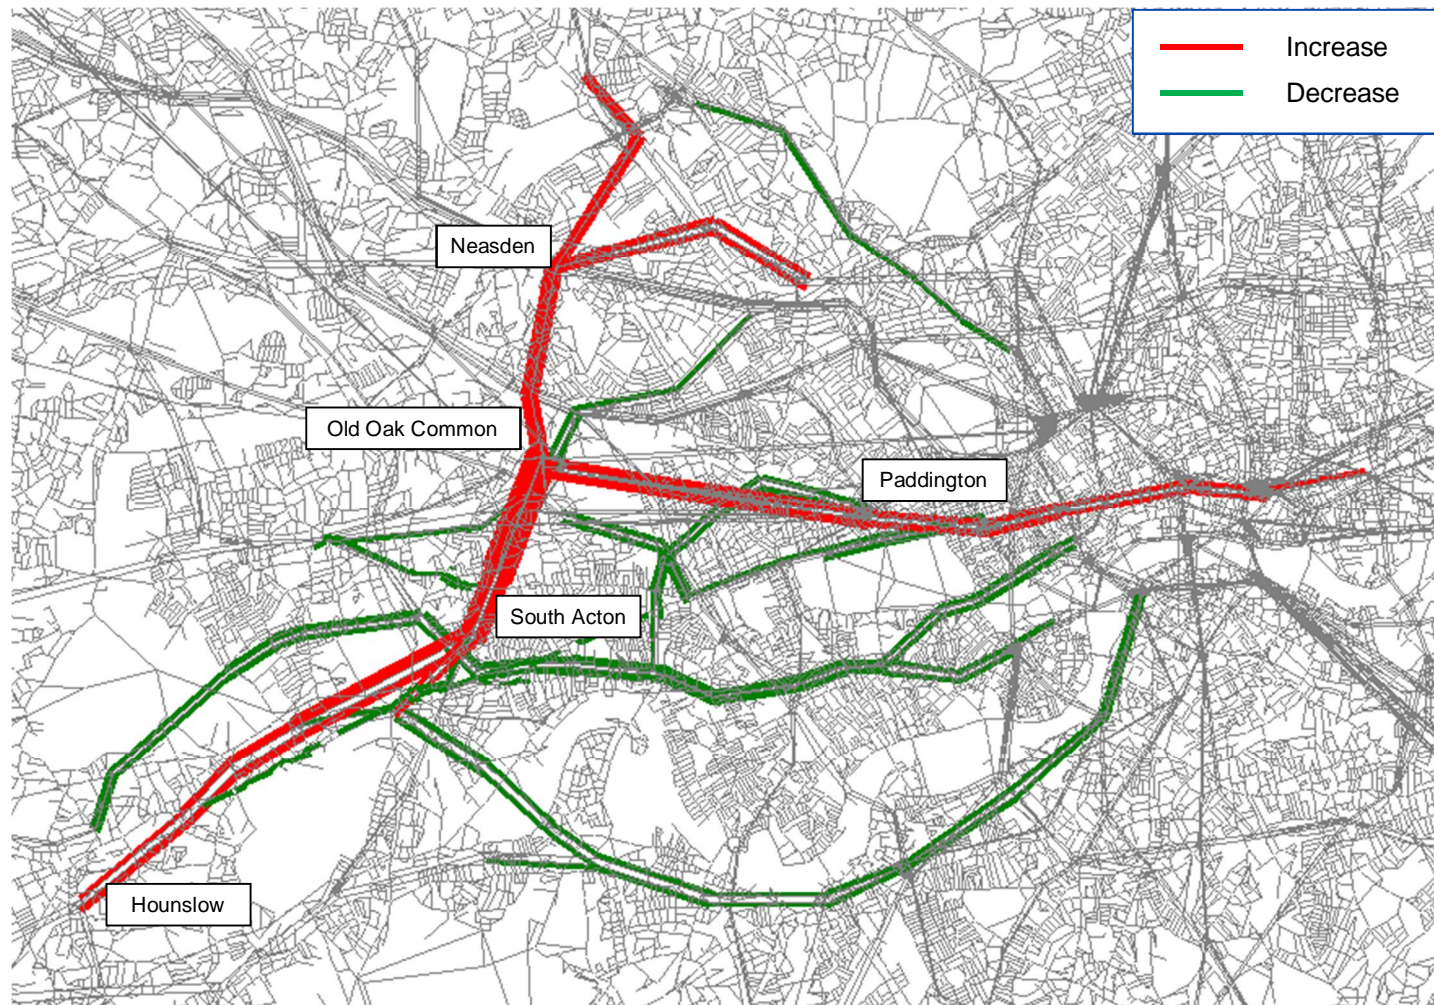 Increase
Decrease
Neasden
Old Oak Common
Paddington
South Acton
Hounslow